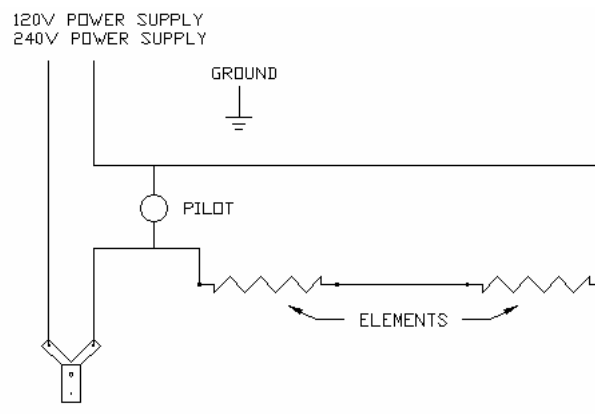 120V POWER SUPPLY
240V POWER SUPPLY
GROUND
PILOT
ELEMENTS